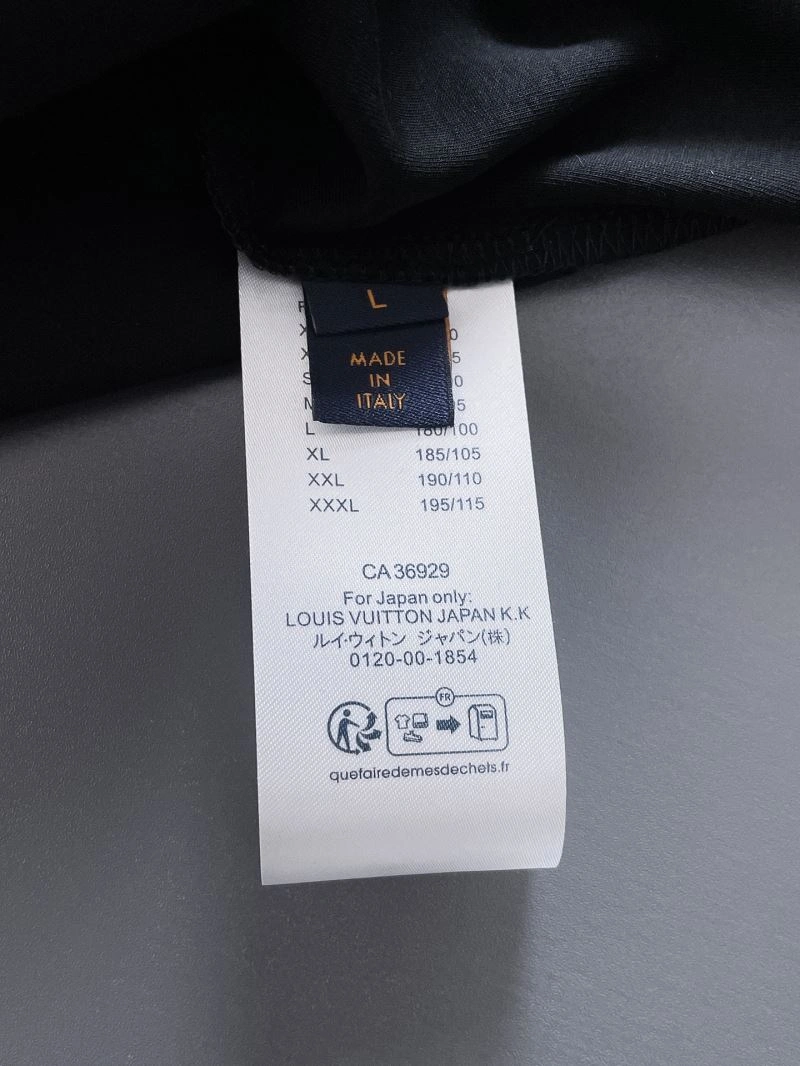 L
MADE
IN
ITALY
L 180/100
XL 185/105
XXL 190/110
XXXL 195/115
CA 36929
For Japan only:
LOUIS VUITTON JAPAN K.K
ルイ・ウィトン ジャパン(株)
0120-00-1854
FR
quefairedemesdechets.fr